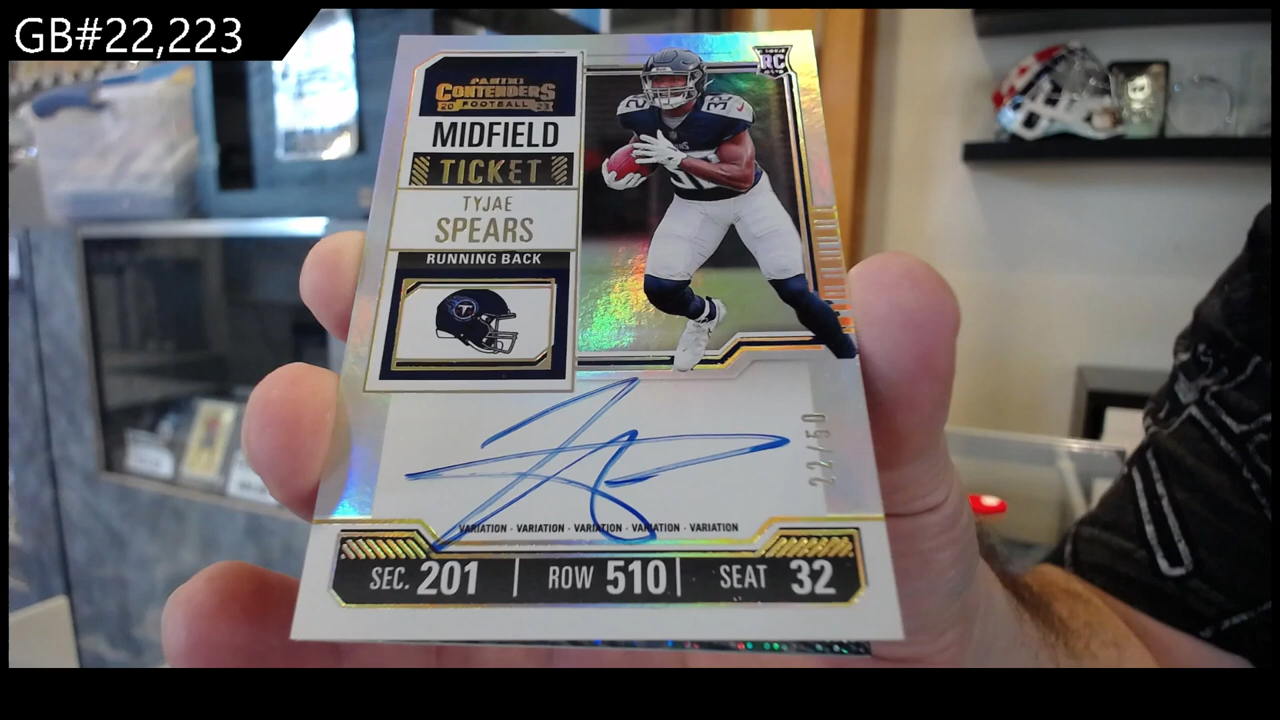 GB#22,223
RC
PANINI
CONTENDERS
20 FOOTBALL 23
MIDFIELD
TICKET
TYJAE
SPEARS
RUNNING BACK
T
32
22/50
VARIATION - VARIATION - VARIATION - VARIATION - VARIATION
SEC. 201 | ROW 510 | SEAT 32